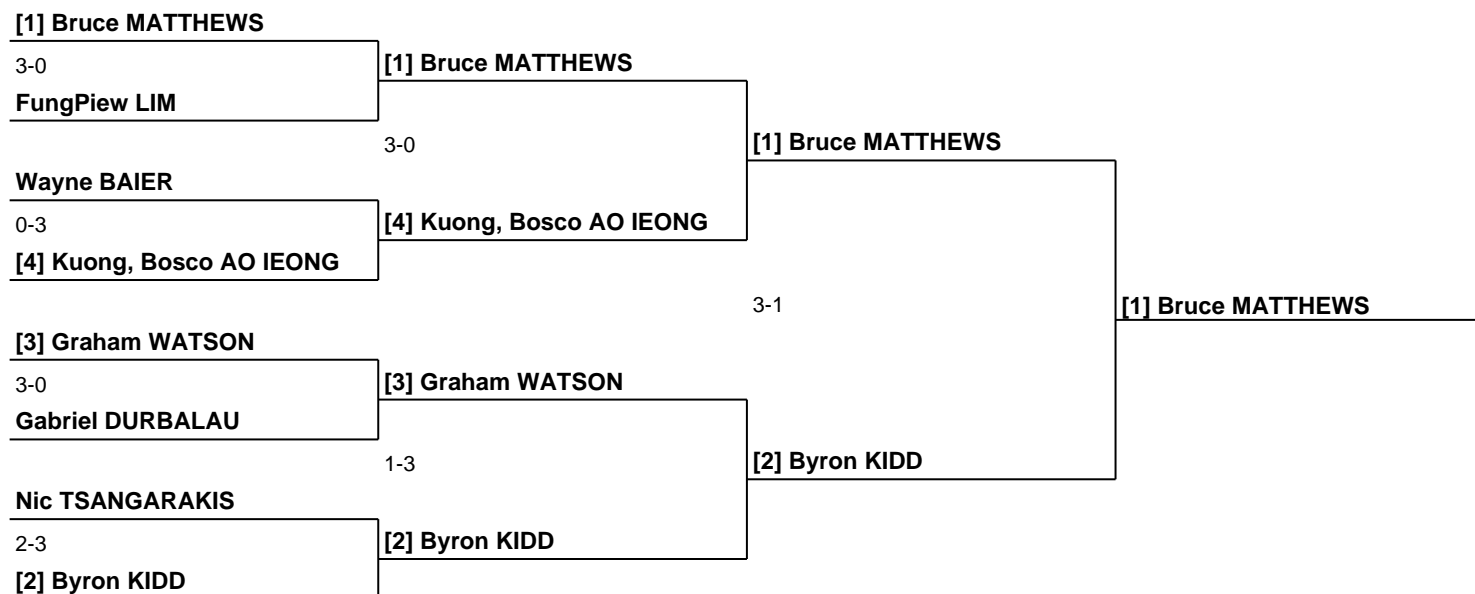 [1] Bruce MATTHEWS
3-0
[1] Bruce MATTHEWS
FungPiew LIM
3-0
[1] Bruce MATTHEWS
Wayne BAIER
0-3
[4] Kuong, Bosco AO IEONG
[4] Kuong, Bosco AO IEONG
3-1
[1] Bruce MATTHEWS
[3] Graham WATSON
3-0
[3] Graham WATSON
Gabriel DURBALAU
1-3
[2] Byron KIDD
Nic TSANGARAKIS
2-3
[2] Byron KIDD
[2] Byron KIDD